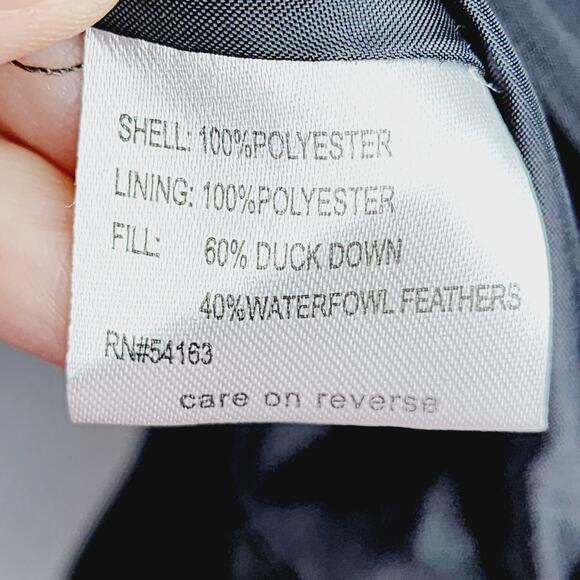 SHELL: 100%POLYESTER
LINING: 100%POLYESTER
FILL: 60% DUCK DOWN
40%WATERFOWL FEATHERS
RN#54163
care on reverse